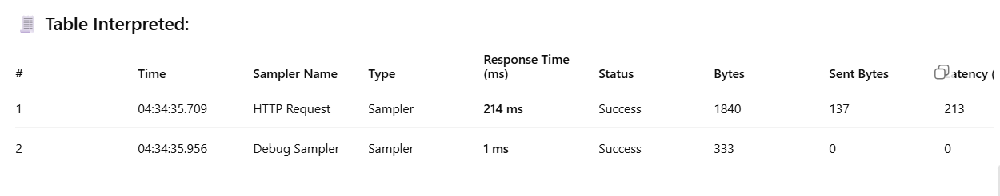 Table Interpreted:
# Time Sampler Name Type Response Time (ms) Status Bytes Sent Bytes atency (
1 04:34:35.709 HTTP Request Sampler 214 ms Success 1840 137 213
2 04:34:35.956 Debug Sampler Sampler 1 ms Success 333 0 0